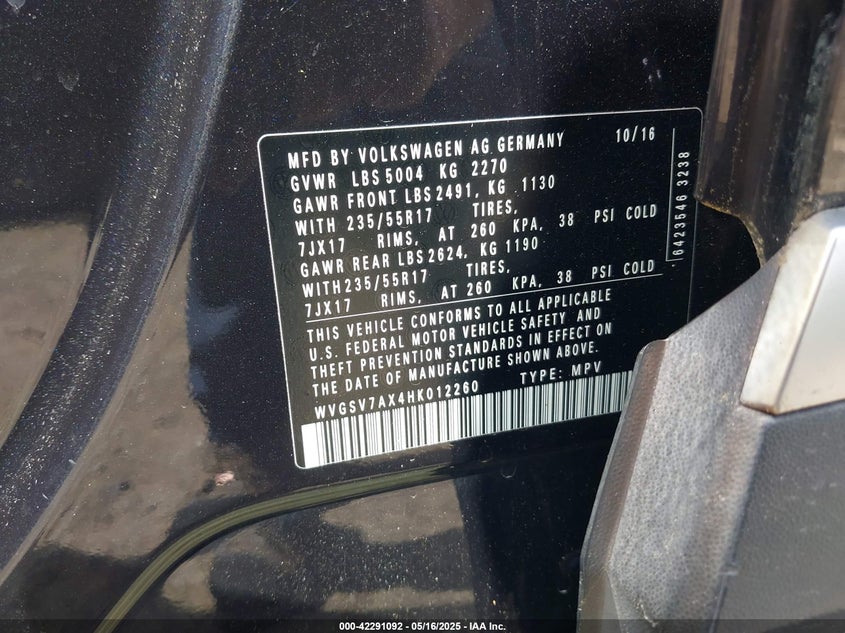 MFD BY VOLKSWAGEN AG GERMANY 10/16
GVWR LBS 5004 KG 2270
GAWR FRONT LBS 2491, KG 1130
WITH 235/55R17 TIRES,
7JX17 RIMS, AT 260 KPA, 38 PSI COLD
GAWR REAR LBS 2624, KG 1190
WITH 235/55R17 TIRES,
7JX17 RIMS, AT 260 KPA, 38 PSI COLD
THIS VEHICLE CONFORMS TO ALL APPLICABLE
U.S. FEDERAL MOTOR VEHICLE SAFETY AND
THEFT PREVENTION STANDARDS IN EFFECT ON
THE DATE OF MANUFACTURE SHOWN ABOVE.
WVGSV7AX4HK012260 TYPE: MPV
6423546 3238
000-42291092 - 05/16/2025 - IAA Inc.